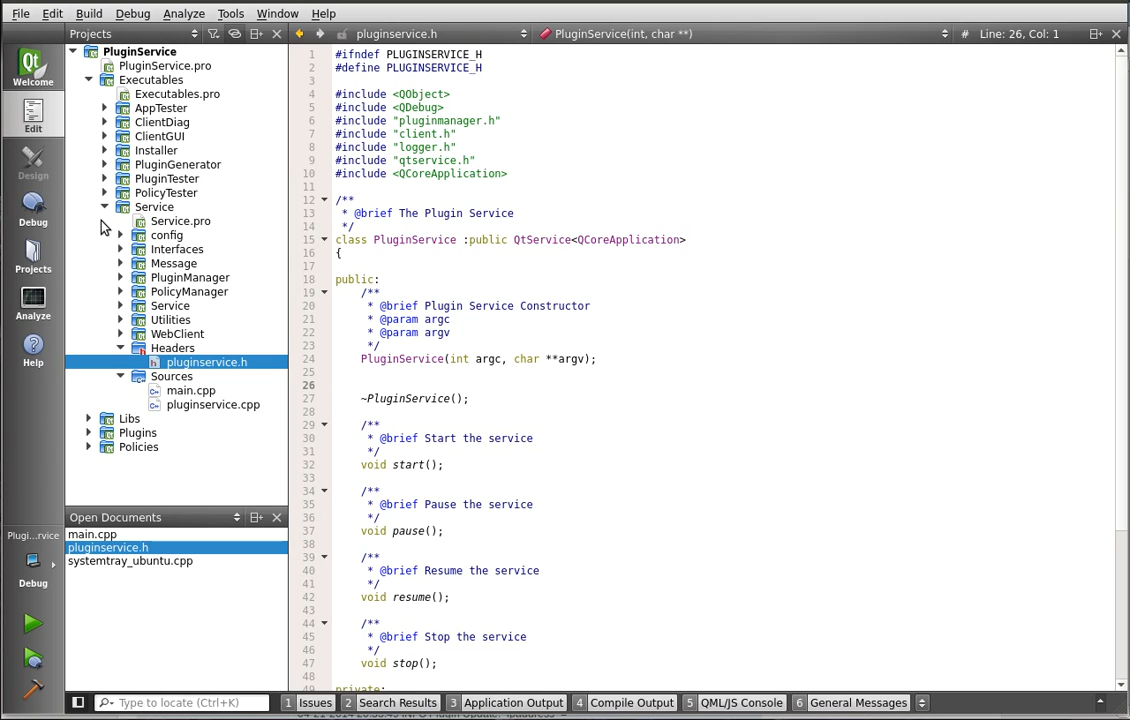 File Edit Build Debug Analyze Tools Window Help
Projects pluginservice.h PluginService(int, char **) # Line: 26, Col: 1
Welcome
Edit
Design
Debug
Projects
Analyze
Help
Plugi...rvice
Debug
PluginService
PluginService.pro
Executables
Executables.pro
AppTester
ClientDiag
ClientGUI
Installer
PluginGenerator
PluginTester
PolicyTester
Service
Service.pro
config
Interfaces
Message
PluginManager
PolicyManager
Service
Utilities
WebClient
Headers
pluginservice.h
Sources
main.cpp
pluginservice.cpp
Libs
Plugins
Policies
Open Documents
main.cpp
pluginservice.h
systemtray_ubuntu.cpp
1 #ifndef PLUGINSERVICE_H
2 #define PLUGINSERVICE_H
3
4 #include <QObject>
5 #include <QDebug>
6 #include "pluginmanager.h"
7 #include "client.h"
8 #include "logger.h"
9 #include "qtservice.h"
10 #include <QCoreApplication>
11
12 /**
13 * @brief The Plugin Service
14 */
15 class PluginService :public QtService<QCoreApplication>
16 {
17
18 public:
19 /**
20 * @brief Plugin Service Constructor
21 * @param argc
22 * @param argv
23 */
24 PluginService(int argc, char **argv);
25
26
27 ~PluginService();
28
29 /**
30 * @brief Start the service
31 */
32 void start();
33
34 /**
35 * @brief Pause the service
36 */
37 void pause();
38
39 /**
40 * @brief Resume the service
41 */
42 void resume();
43
44 /**
45 * @brief Stop the service
46 */
47 void stop();
48
49 private:
Type to locate (Ctrl+K) 1 Issues 2 Search Results 3 Application Output 4 Compile Output 5 QML/JS Console 6 General Messages